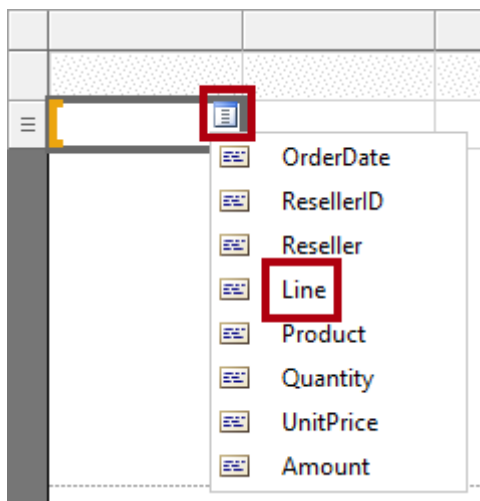 OrderDate
ResellerID
Reseller
Line
Product
Quantity
UnitPrice
Amount